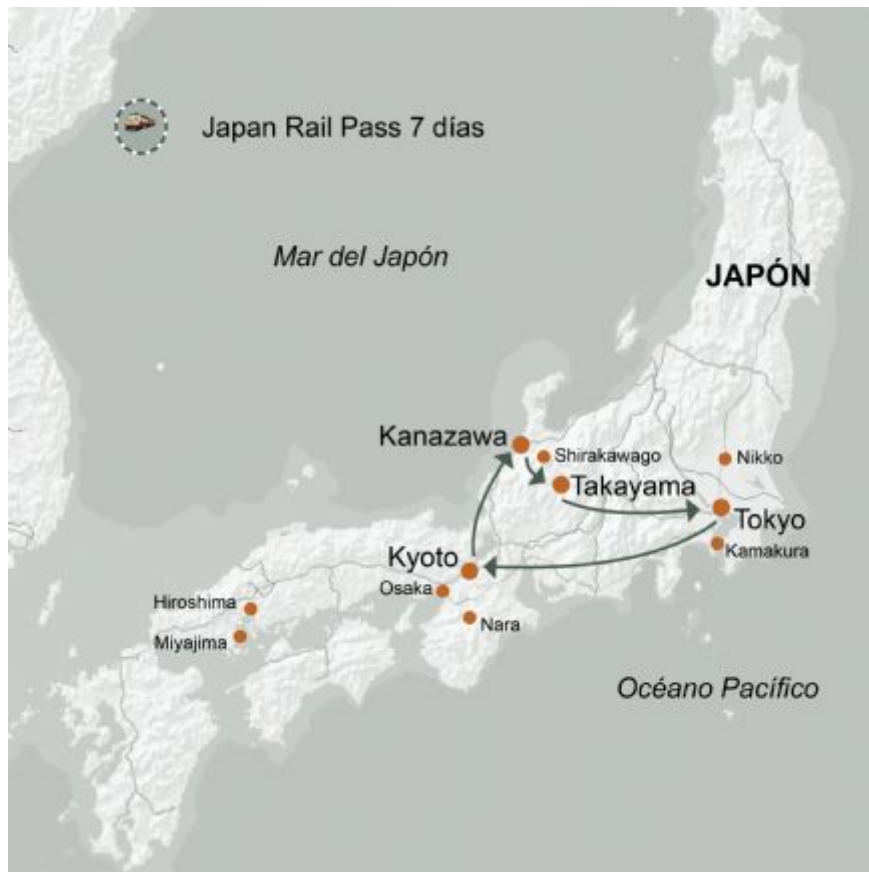 Japan Rail Pass 7 días
Mar del Japón
JAPÓN
Kanazawa
Shirakawago
Nikko
Takayama
Tokyo
Kamakura
Kyoto
Osaka
Hiroshima
Nara
Miyajima
Océano Pacífico